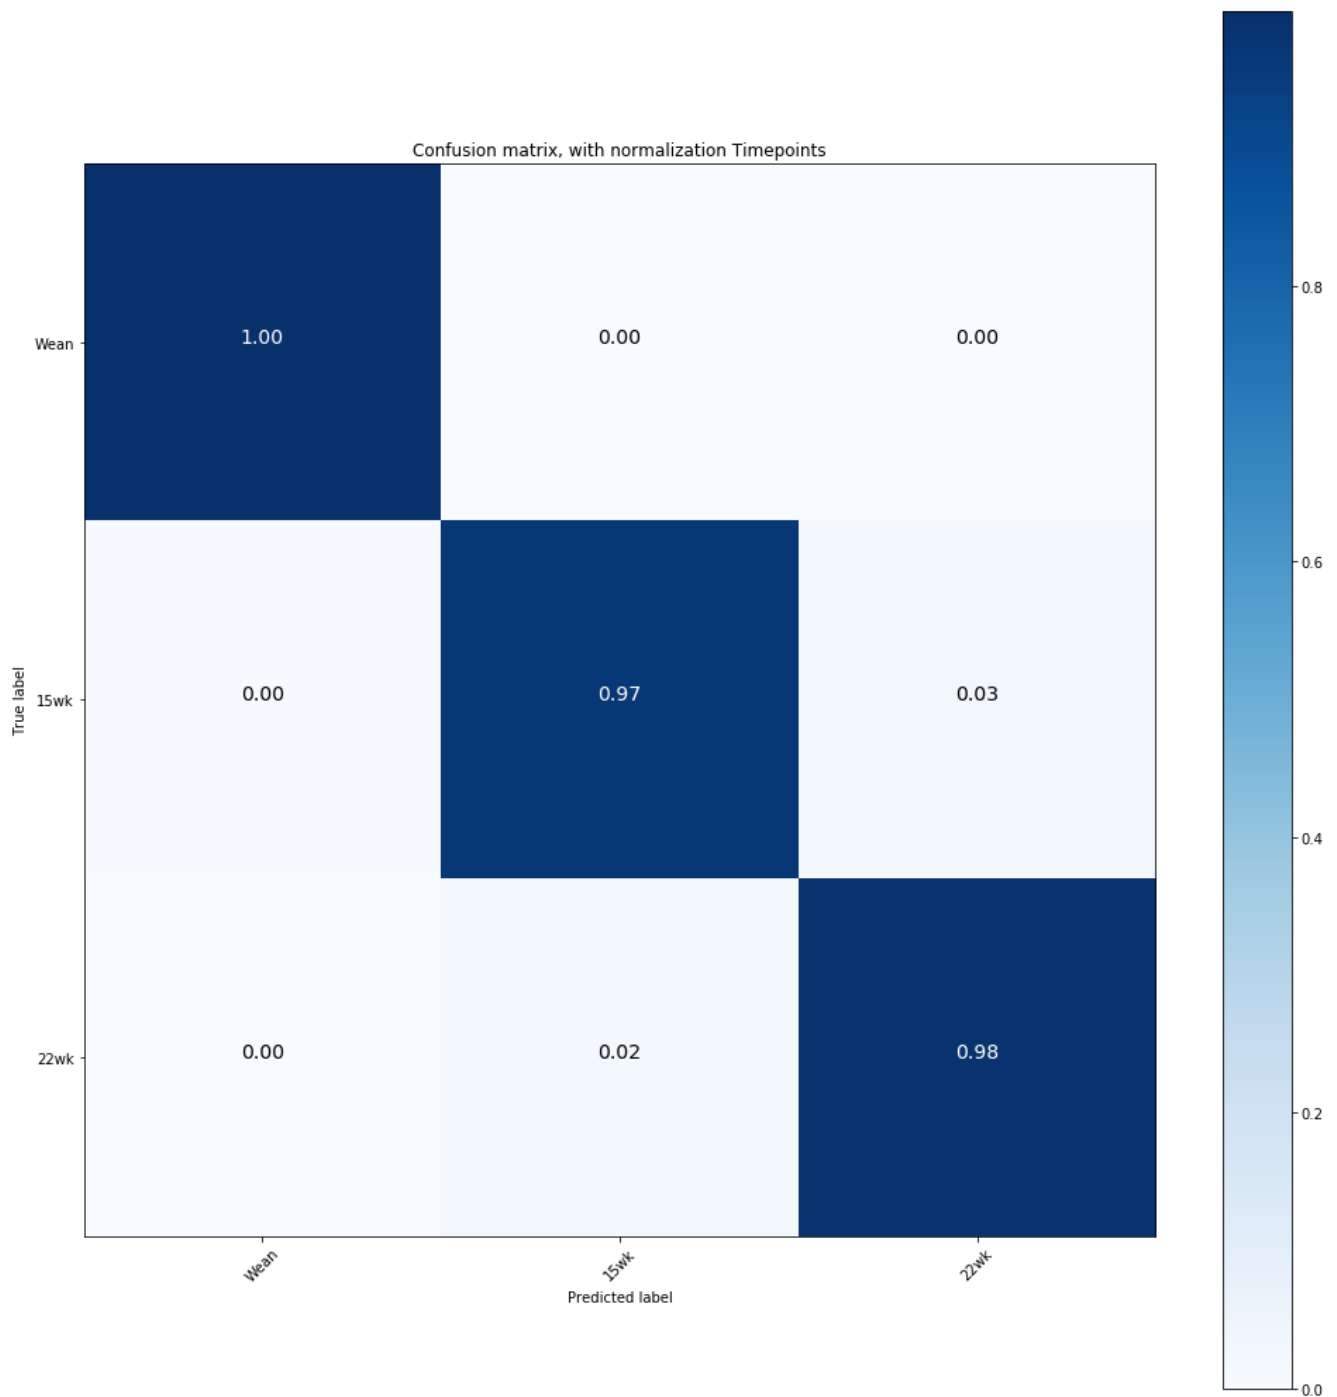 Confusion matrix, with normalization Timepoints
Wean
1.00
0.00
0.00
True label
15wk
0.00
0.97
0.03
22wk
0.00
0.02
0.98
Wean
15wk
22wk
Predicted label
0.8
0.6
0.4
0.2
0.0